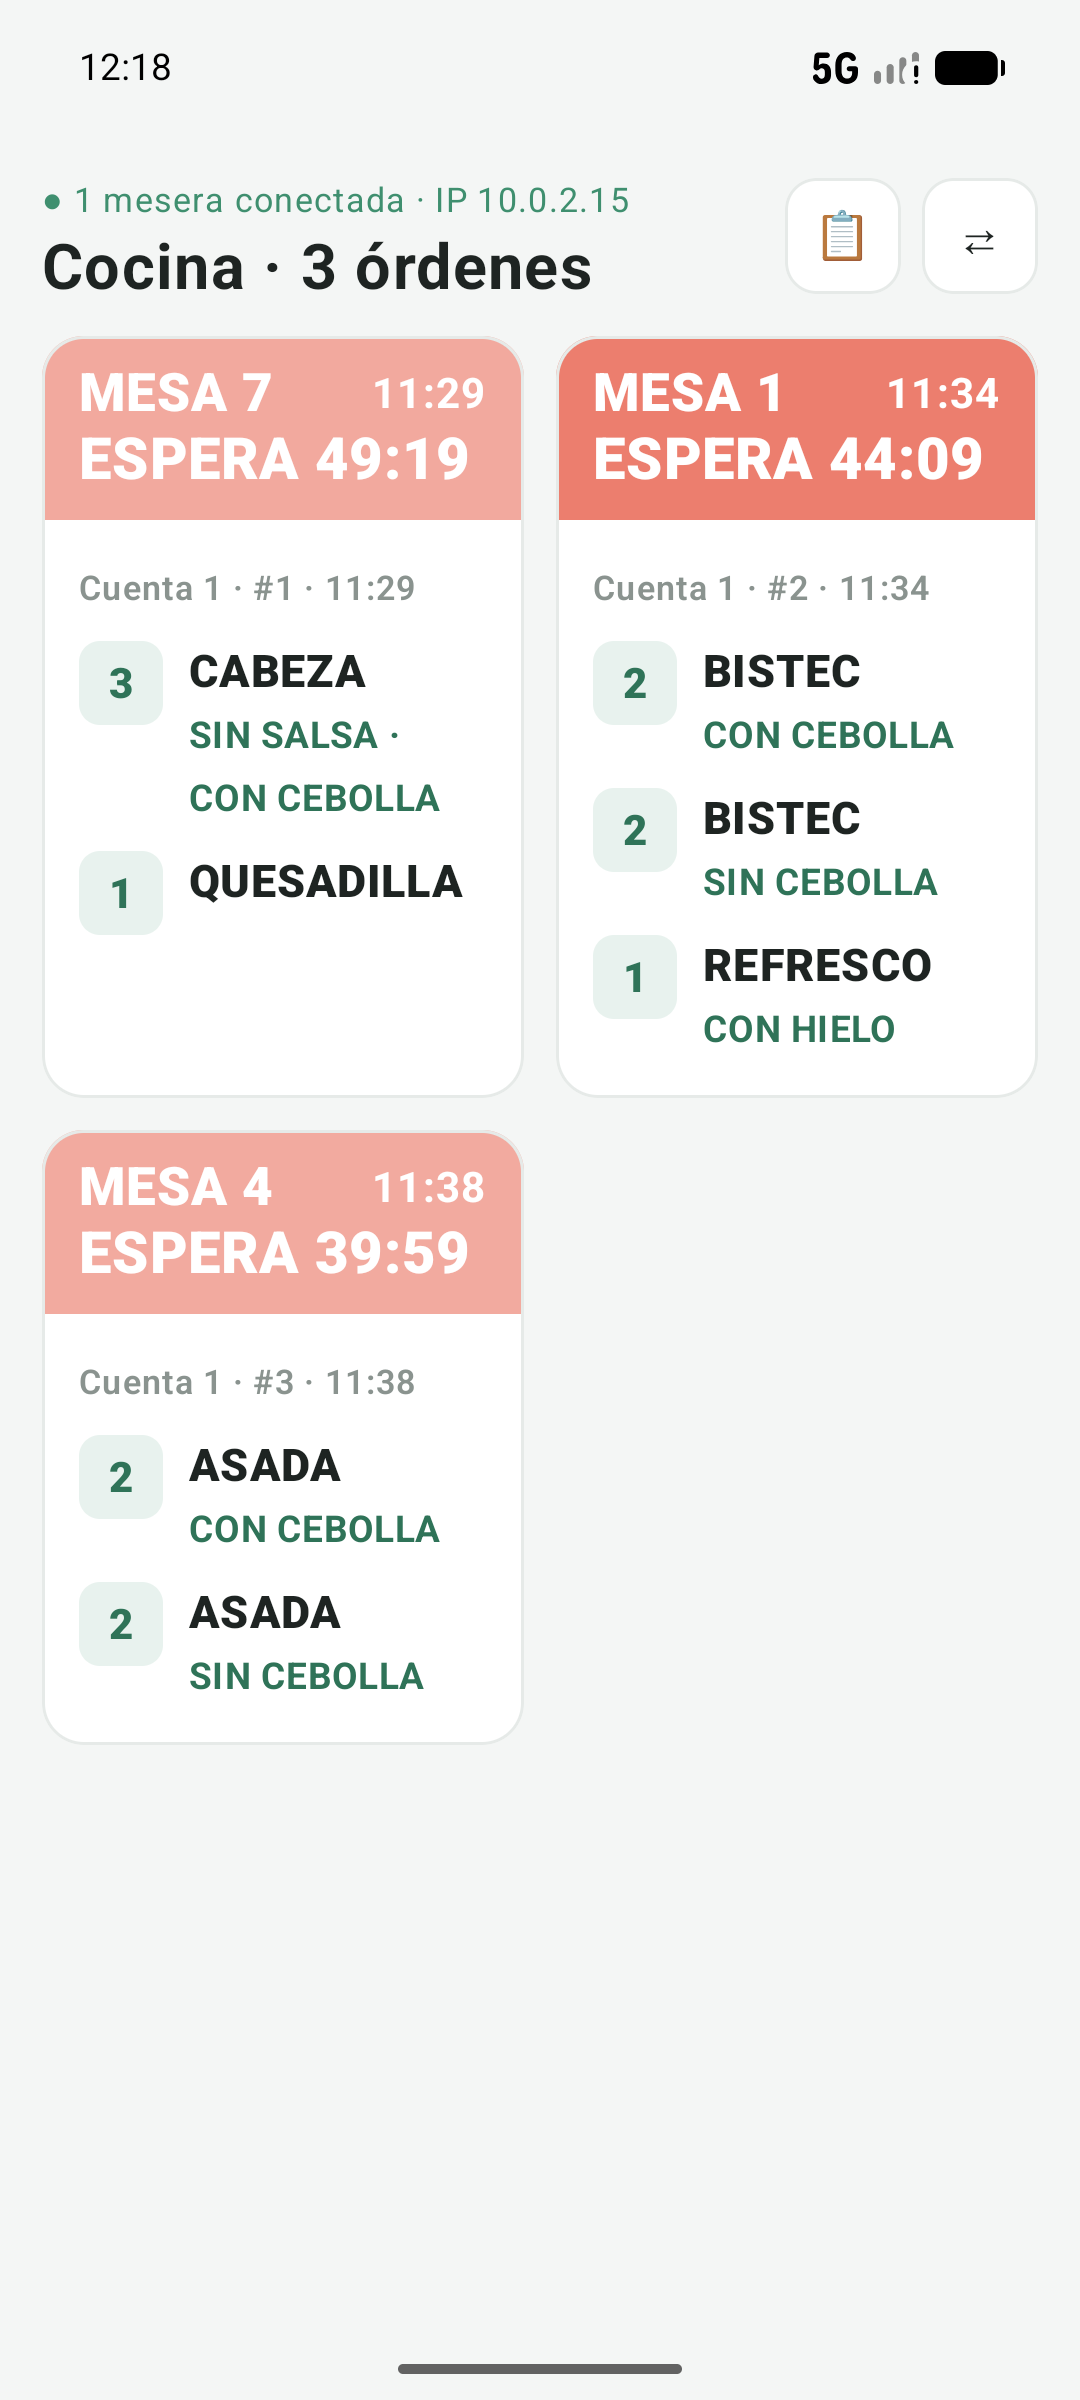 12:18
5G
● 1 mesera conectada · IP 10.0.2.15
Cocina · 3 órdenes
MESA 7 11:29
ESPERA 49:19
Cuenta 1 · #1 · 11:29
3 CABEZA
SIN SALSA ·
CON CEBOLLA
1 QUESADILLA
MESA 1 11:34
ESPERA 44:09
Cuenta 1 · #2 · 11:34
2 BISTEC
CON CEBOLLA
2 BISTEC
SIN CEBOLLA
1 REFRESCO
CON HIELO
MESA 4 11:38
ESPERA 39:59
Cuenta 1 · #3 · 11:38
2 ASADA
CON CEBOLLA
2 ASADA
SIN CEBOLLA